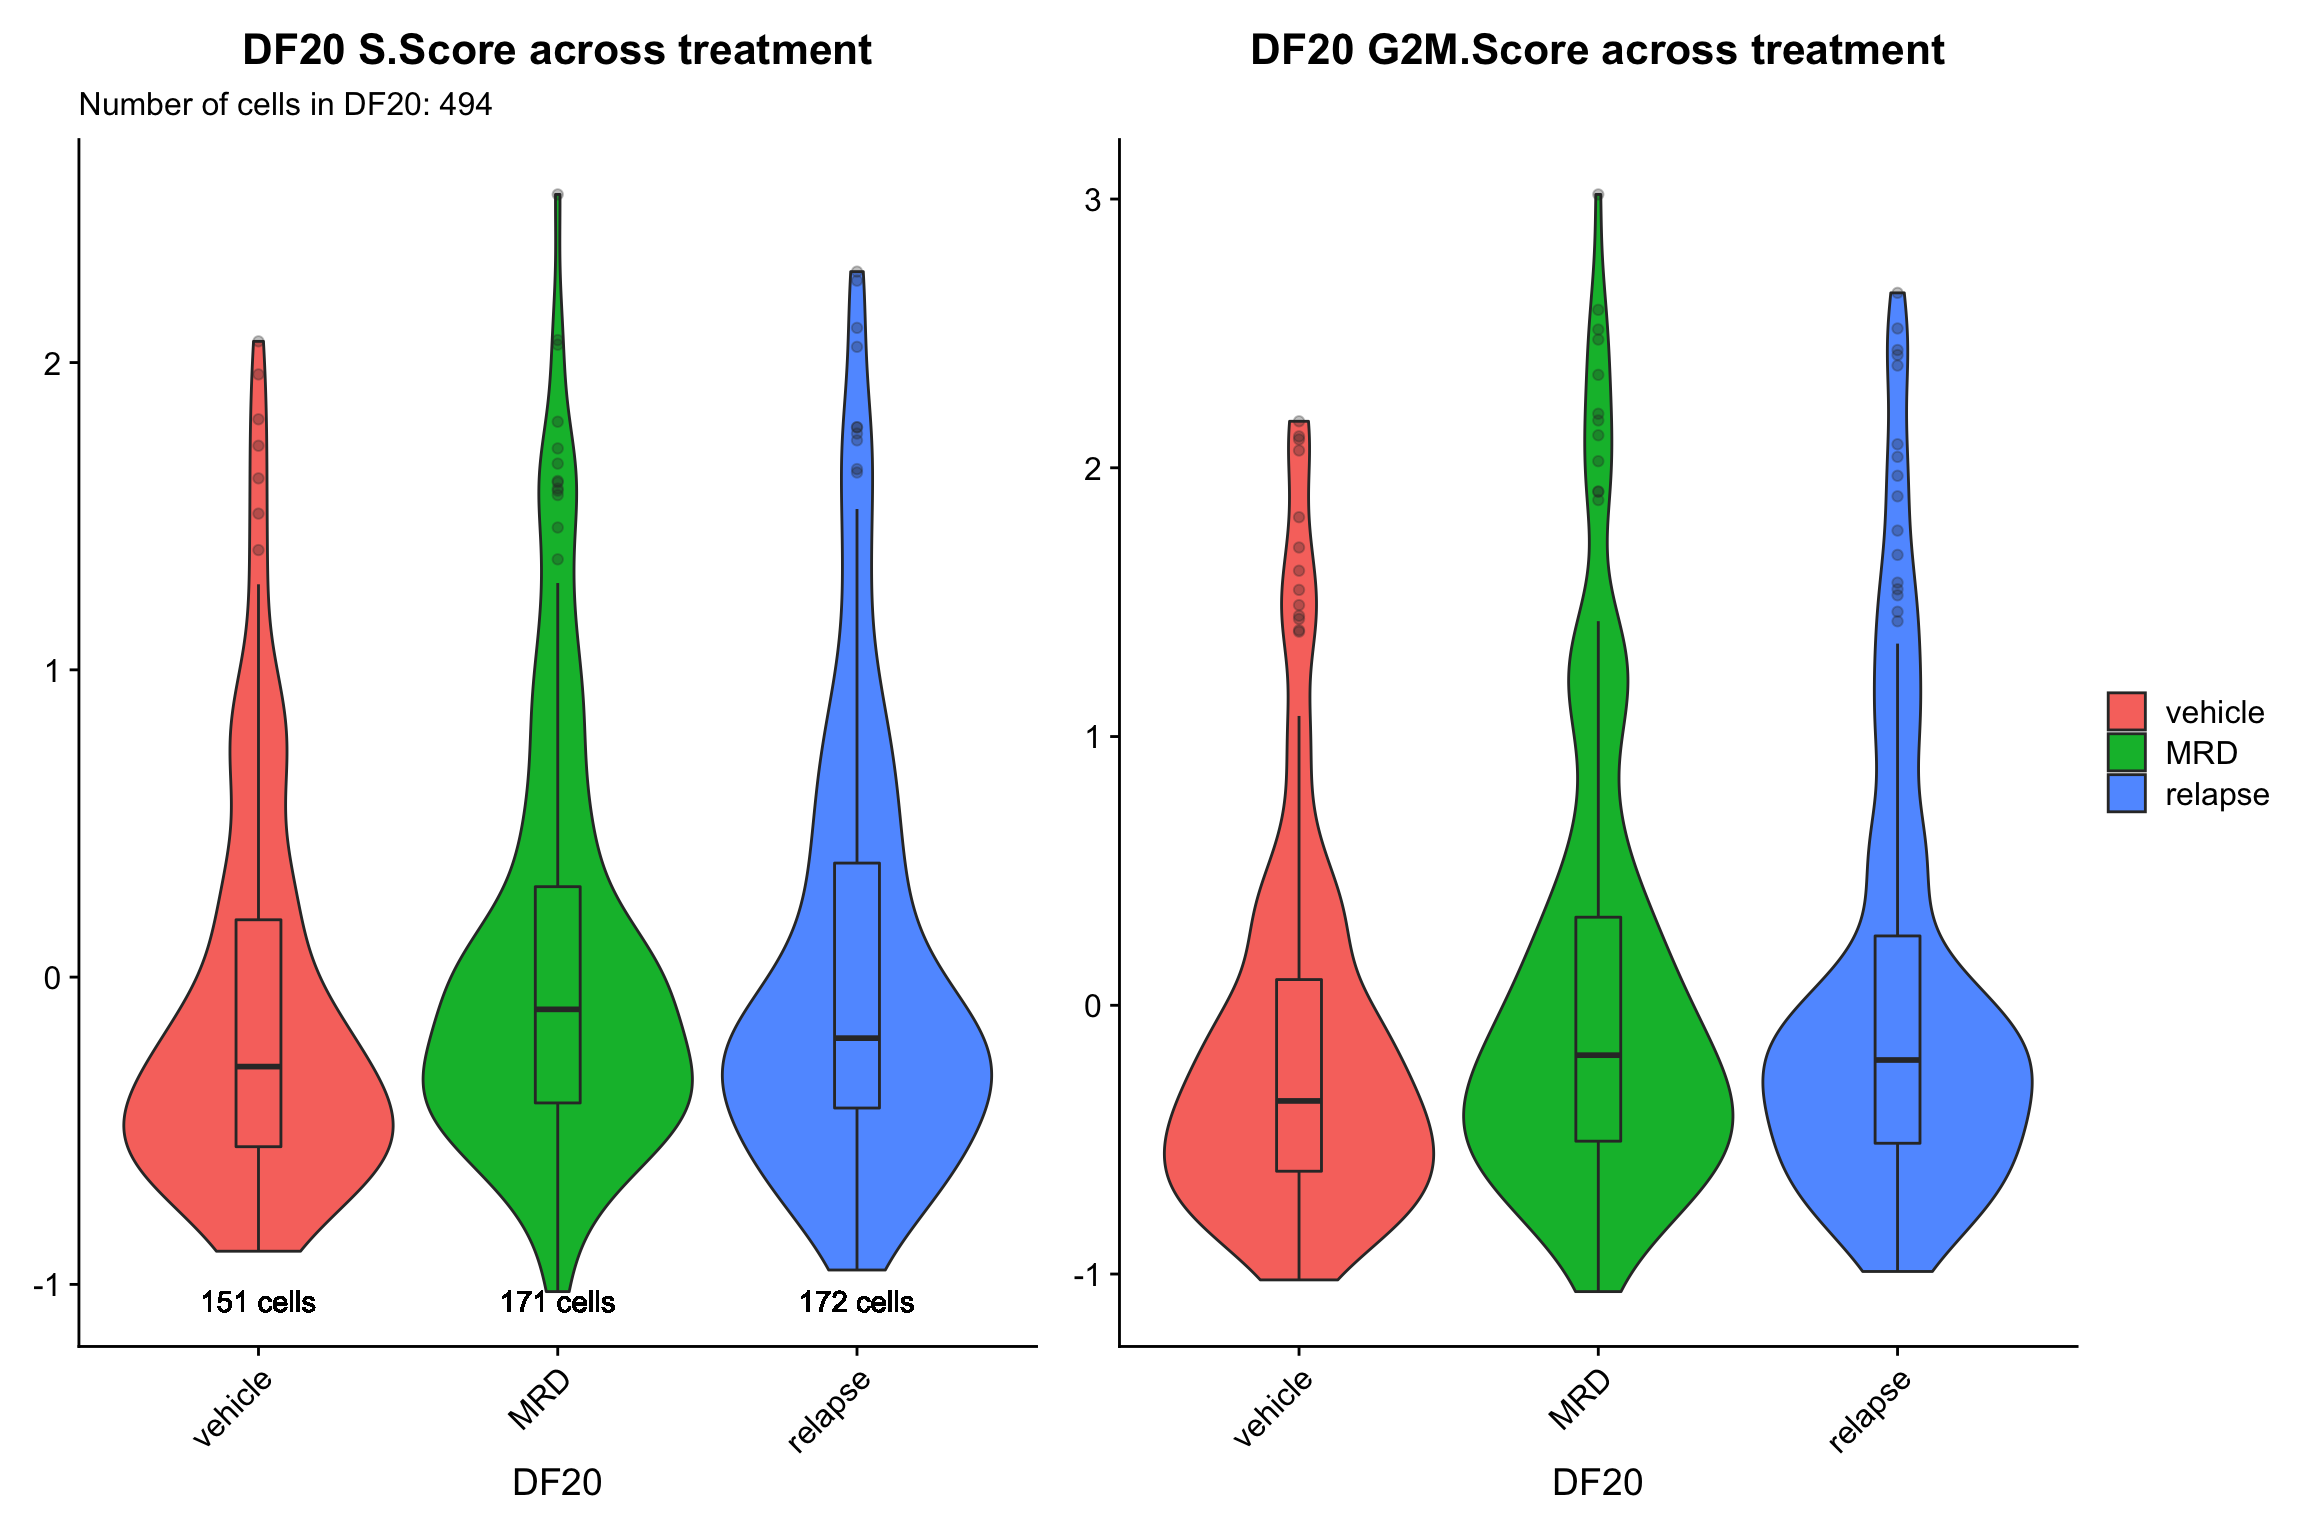 DF20 S.Score across treatment
Number of cells in DF20: 494
2
1
0
-1
151 cells
171 cells
172 cells
vehicle
MRD
relapse
DF20
DF20 G2M.Score across treatment
3
2
1
0
-1
vehicle
MRD
relapse
DF20
vehicle
MRD
relapse